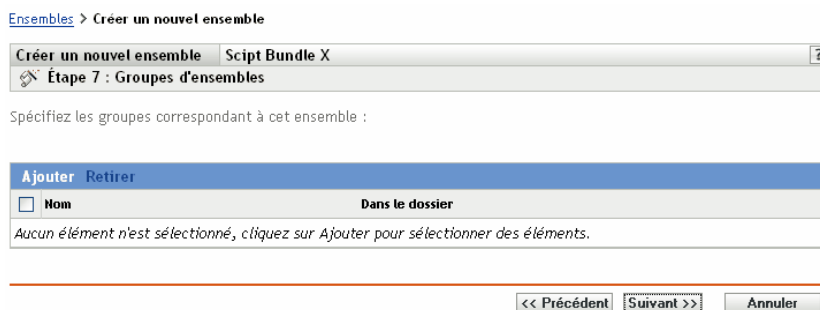 Ensembles > Créer un nouvel ensemble
Créer un nouvel ensemble Scipt Bundle X ?
Étape 7 : Groupes d'ensembles
Spécifiez les groupes correspondant à cet ensemble :
Ajouter Retirer
Nom Dans le dossier
Aucun élément n'est sélectionné, cliquez sur Ajouter pour sélectionner des éléments.
<< Précédent Suivant >> Annuler